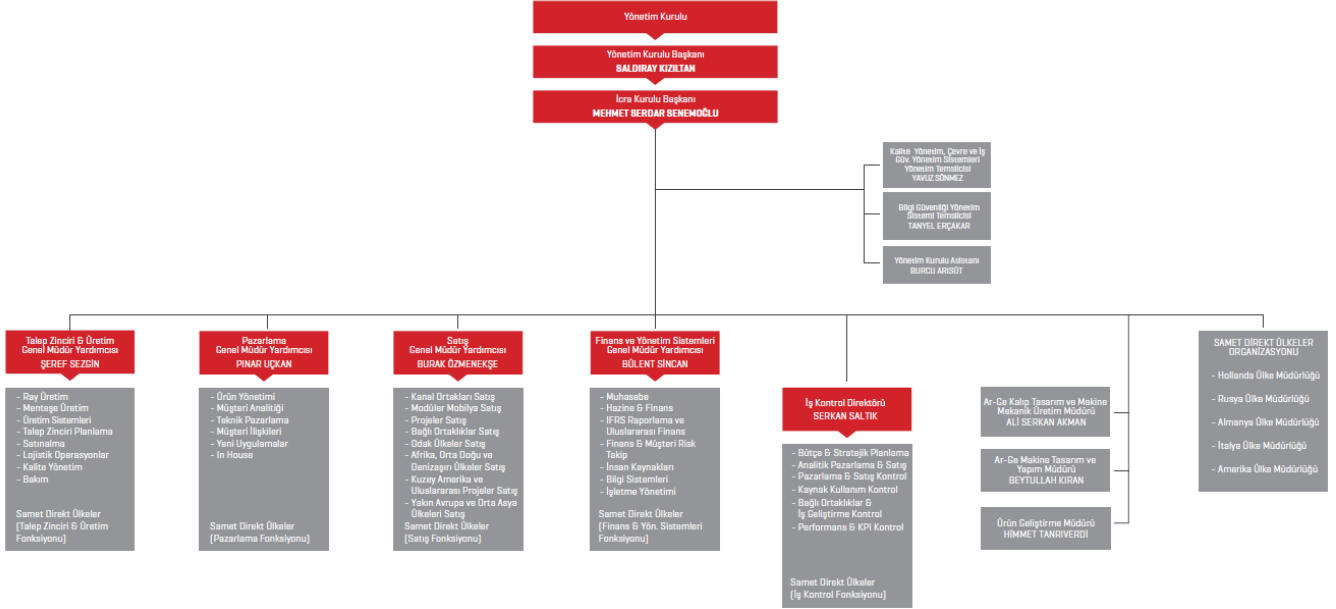 Yönetim Kurulu
Yönetim Kurulu Başkanı
SALDIRAY KIZILTAN
İcra Kurulu Başkanı
MEHMET SERDAR SENEMOĞLU
Kalite Yönetim, Çevre ve İş
Güv. Yönetim Sistemleri
Yönetim Temsilcisi
YAVUZ SÖNMEZ
Bilgi Güvenliği Yönetim
Sistemi Temsilcisi
TANYEL ERÇAKAR
Yönetim Kurulu Asistanı
BURCU ARISÜT
Talep Zinciri & Üretim
Genel Müdür Yardımcısı
ŞEREF SEZGİN
- Ray Üretim
- Menteşe Üretim
- Üretim Sistemleri
- Talep Zinciri Planlama
- Satınalma
- Lojistik Operasyonlar
- Kalite Yönetim
- Bakım
Samet Direkt Ülkeler
(Talep Zinciri & Üretim
Fonksiyonu)
Pazarlama
Genel Müdür Yardımcısı
PINAR UÇKAN
- Ürün Yönetimi
- Müşteri Analitiği
- Teknik Pazarlama
- Müşteri İlişkileri
- Yeni Uygulamalar
- In House
Samet Direkt Ülkeler
(Pazarlama Fonksiyonu)
Satış
Genel Müdür Yardımcısı
BURAK ÖZMENEKŞE
- Kanal Ortakları Satış
- Modüler Mobilya Satış
- Projeler Satış
- Bağlı Ortaklıklar Satış
- Odak Ülkeler Satış
- Afrika, Orta Doğu ve
Denizaşırı Ülkeler Satış
- Kuzey Amerika ve
Uluslararası Projeler Satış
- Yakın Avrupa ve Orta Asya
Ülkeleri Satış
Samet Direkt Ülkeler
(Satış Fonksiyonu)
Finans ve Yönetim Sistemleri
Genel Müdür Yardımcısı
BÜLENT SİNCAN
- Muhasebe
- Hazine & Finans
- IFRS Raporlama ve
Uluslararası Finans
- Finans & Müşteri Risk
Takip
- İnsan Kaynakları
- Bilgi Sistemleri
- İşletme Yönetimi
Samet Direkt Ülkeler
(Finans & Yön. Sistemleri
Fonksiyonu)
İş Kontrol Direktörü
SERKAN SALTIK
- Bütçe & Stratejik Planlama
- Analitik Pazarlama & Satış
- Pazarlama & Satış Kontrol
- Kaynak Kullanım Kontrol
- Bağlı Ortaklıklar &
İş Geliştirme Kontrol
- Performans & KPI Kontrol
Samet Direkt Ülkeler
(İş Kontrol Fonksiyonu)
Ar-Ge Kalıp Tasarım ve Makine
Mekanik Üretim Müdürü
ALİ SERKAN AKMAN
Ar-Ge Makine Tasarım ve
Yapım Müdürü
BEYTULLAH KIRAN
Ürün Geliştirme Müdürü
HİMMET TANRIVERDİ
SAMET DİREKT ÜLKELER
ORGANİZASYONU
- Hollanda Ülke Müdürlüğü
- Rusya Ülke Müdürlüğü
- Almanya Ülke Müdürlüğü
- İtalya Ülke Müdürlüğü
- Amerika Ülke Müdürlüğü